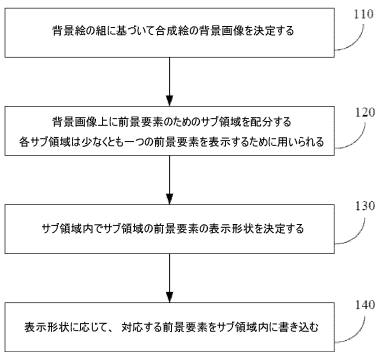 110
背景絵の組に基づいて合成絵の背景画像を決定する
120
背景画像上に前景要素のためのサブ領域を配分する
各サブ領域は少なくとも一つの前景要素を表示するために用いられる
130
サブ領域内でサブ領域の前景要素の表示形状を決定する
140
表示形状に応じて、対応する前景要素をサブ領域内に書き込む